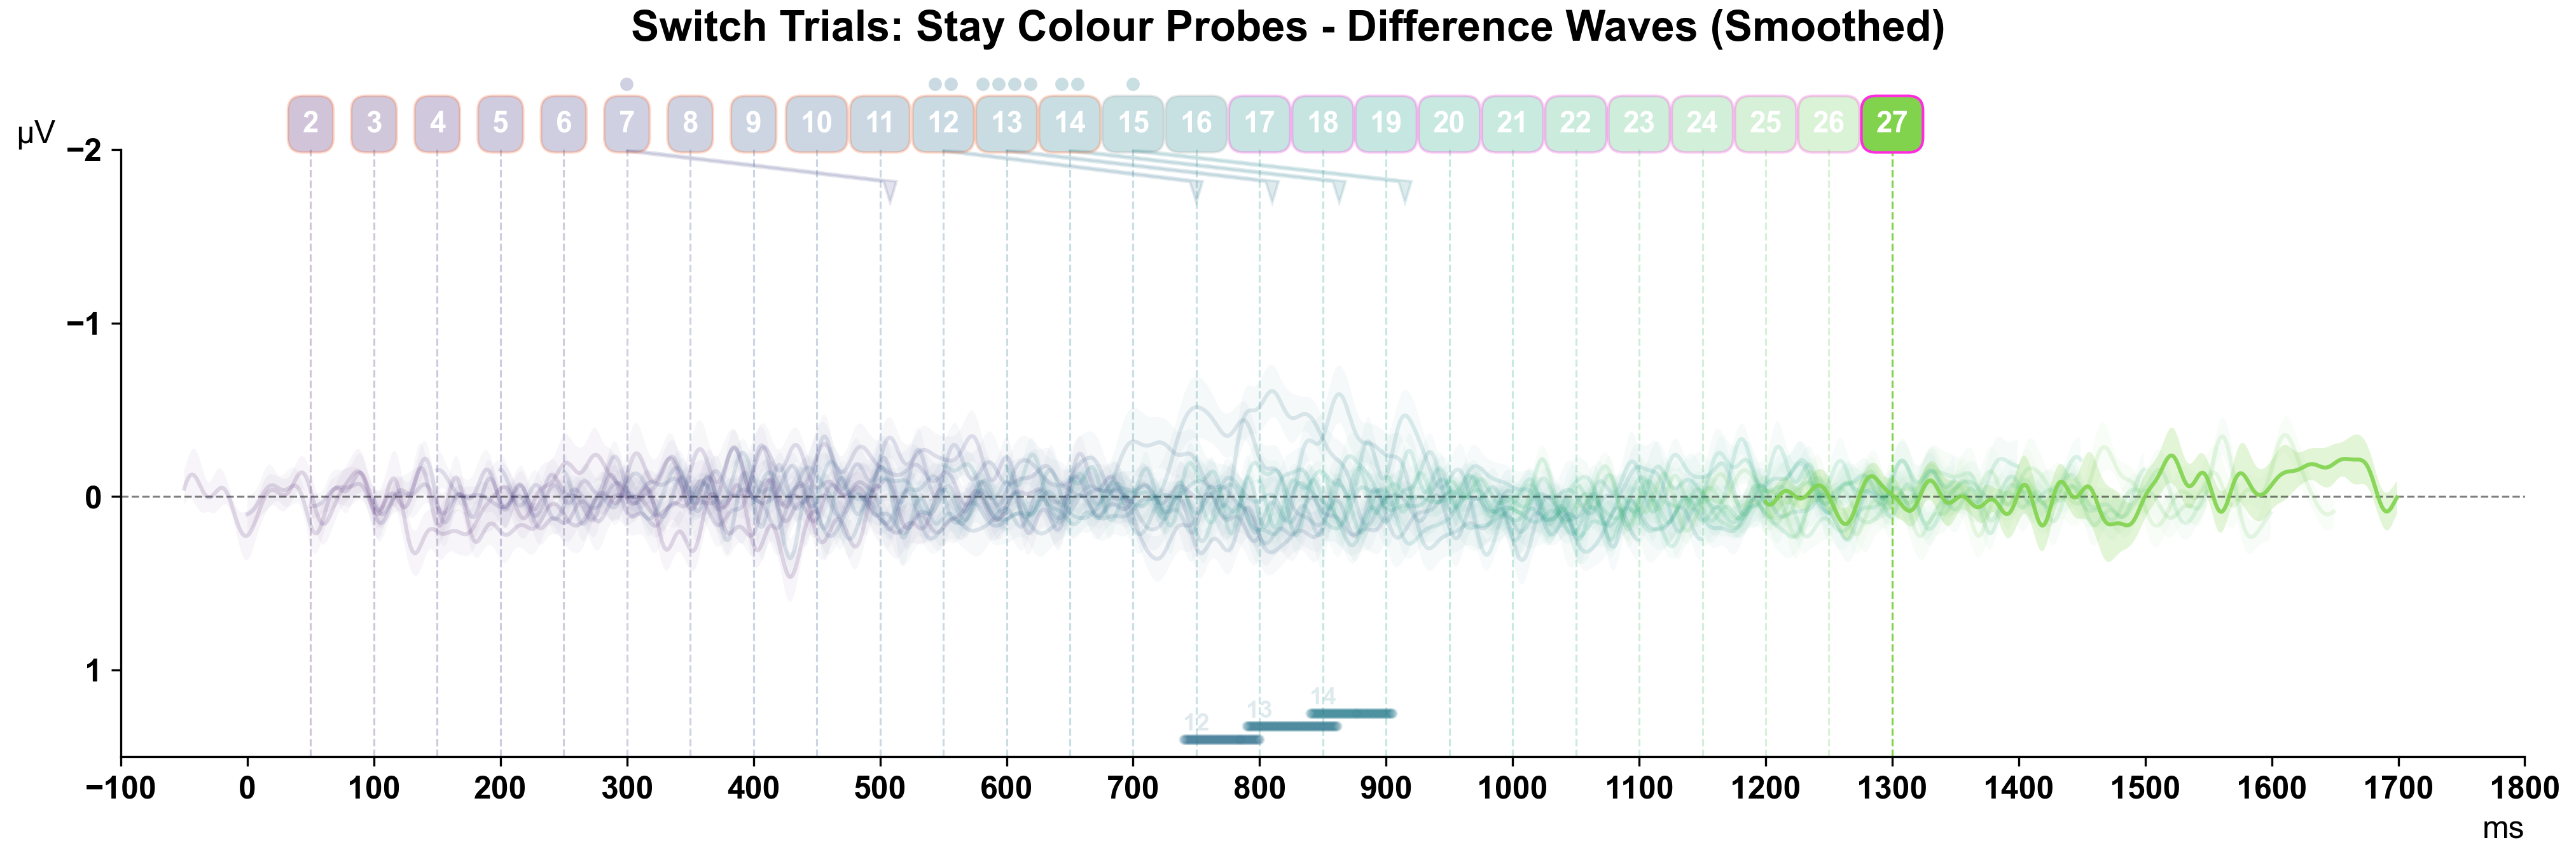 Switch Trials: Stay Colour Probes - Difference Waves (Smoothed)
2 3 4 5 6 7 8 9 10 11 12 13 14 15 16 17 18 19 20 21 22 23 24 25 26 27
µV
−2
−1
0
1
14
13
12
−100 0 100 200 300 400 500 600 700 800 900 1000 1100 1200 1300 1400 1500 1600 1700 1800
ms